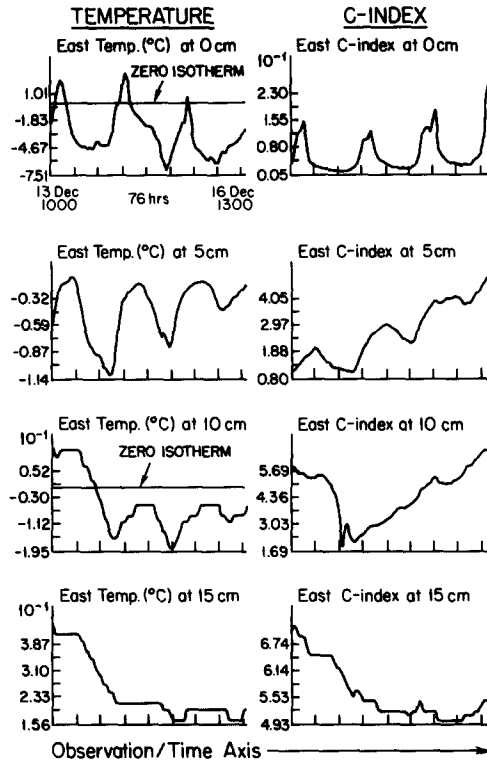 TEMPERATURE
C-INDEX
East Temp. (°C) at 0 cm
ZERO ISOTHERM
1.01
-1.83
-4.67
-7.51
13 Dec
1000
76 hrs
16 Dec
1300
East C-index at 0 cm
10⁻¹
2.30
1.55
0.80
0.05
East Temp. (°C) at 5 cm
-0.32
-0.59
-0.87
-1.14
East C-index at 5 cm
4.05
2.97
1.88
0.80
East Temp. (°C) at 10 cm
10⁻¹
ZERO ISOTHERM
0.52
-0.30
-1.12
-1.95
East C-index at 10 cm
5.69
4.36
3.03
1.69
East Temp. (°C) at 15 cm
10⁻¹
3.87
3.10
2.33
1.56
East C-index at 15 cm
6.74
6.14
5.53
4.93
Observation/Time Axis